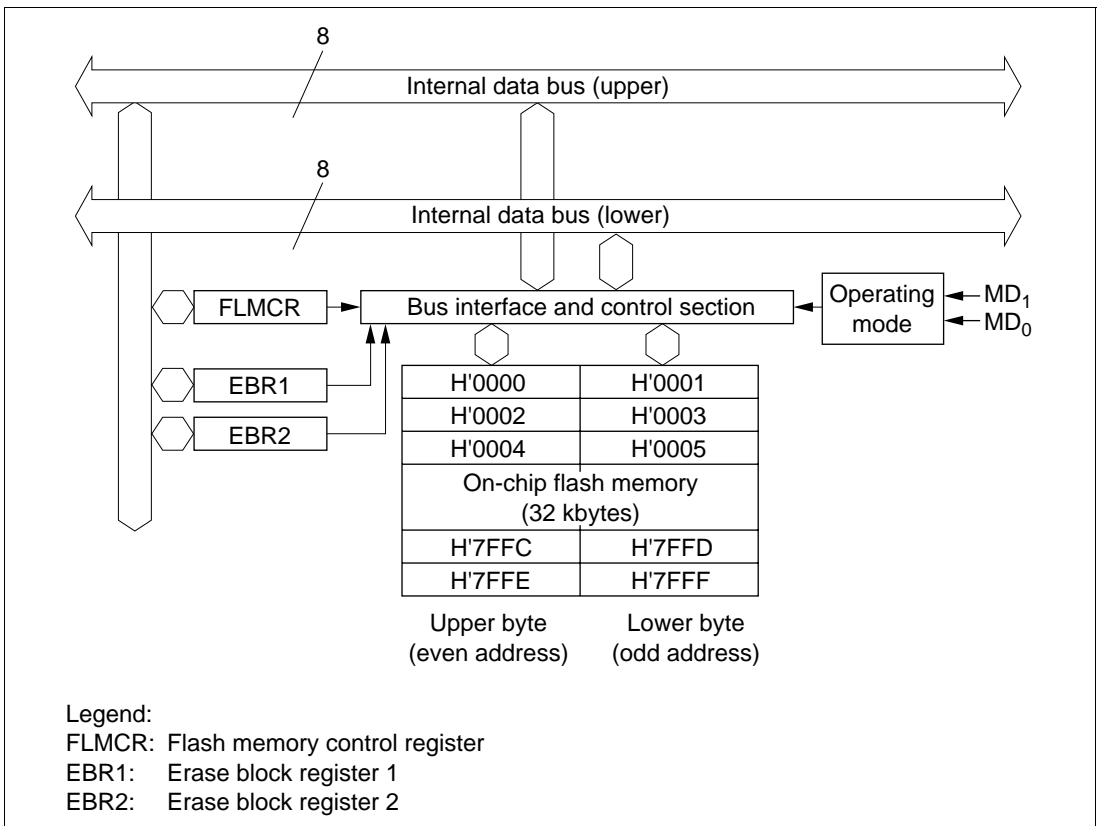 8
Internal data bus (upper)
8
Internal data bus (lower)
FLMCR
Bus interface and control section
Operating
mode
MD1
MD0
EBR1
EBR2
H'0000 H'0001
H'0002 H'0003
H'0004 H'0005
On-chip flash memory
(32 kbytes)
H'7FFC H'7FFD
H'7FFE H'7FFF
Upper byte
(even address)
Lower byte
(odd address)
Legend:
FLMCR: Flash memory control register
EBR1: Erase block register 1
EBR2: Erase block register 2